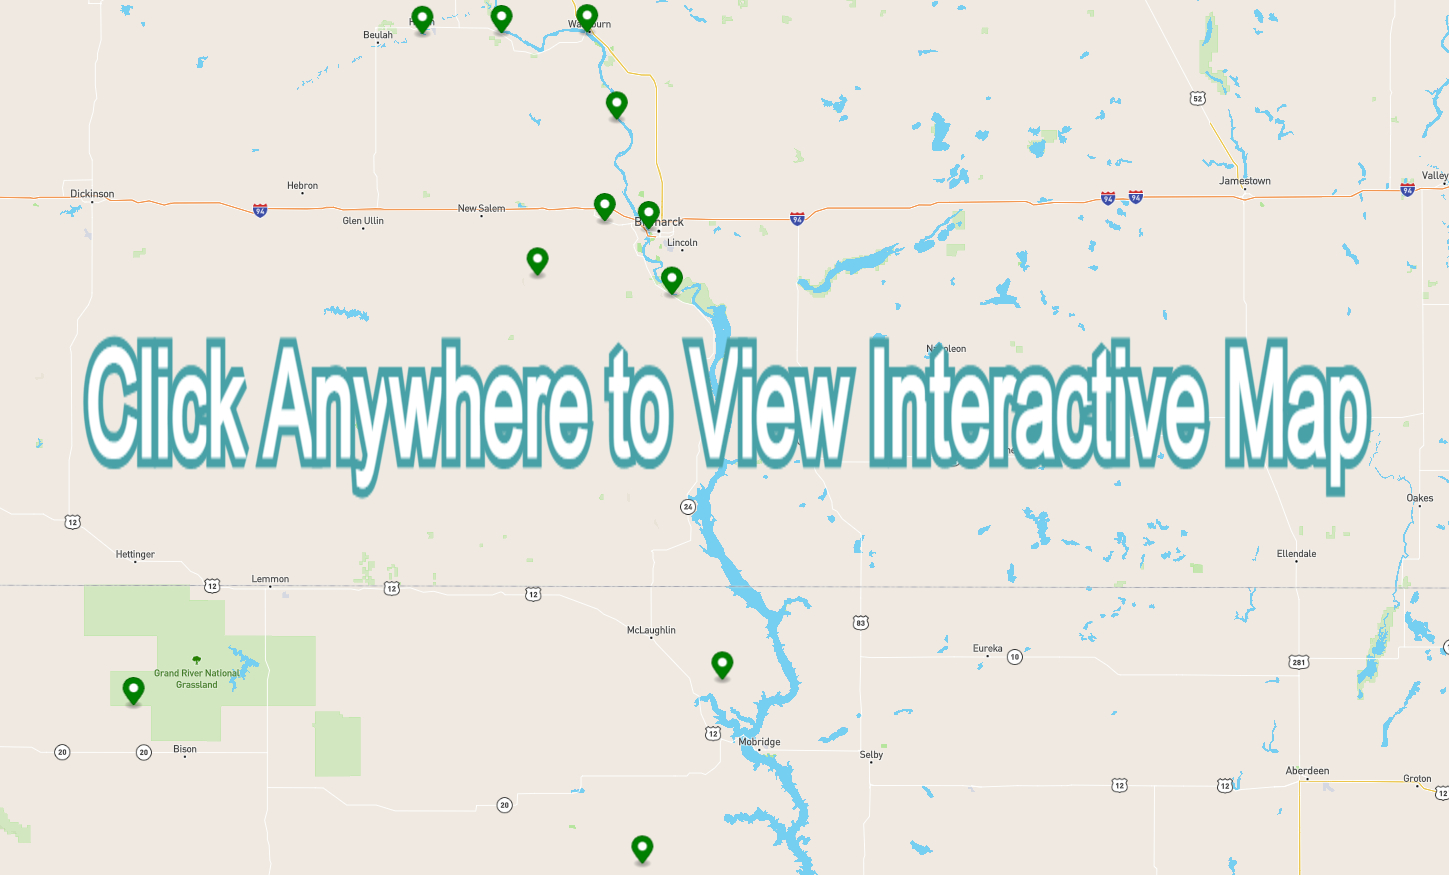 Washburn
Beulah
52
Dickinson
Hebron
94
Glen Ullin
New Salem
Bismarck
Lincoln
94
94
94
Jamestown
94
Valley
Napoleon
Click Anywhere to View Interactive Map
24
Oakes
12
Hettinger
Lemmon
12
12
12
Ellendale
McLaughlin
83
Eureka
10
281
Grand River National
Grassland
20
20
Bison
12
Mobridge
Selby
Aberdeen
Groton
12
12
12
20